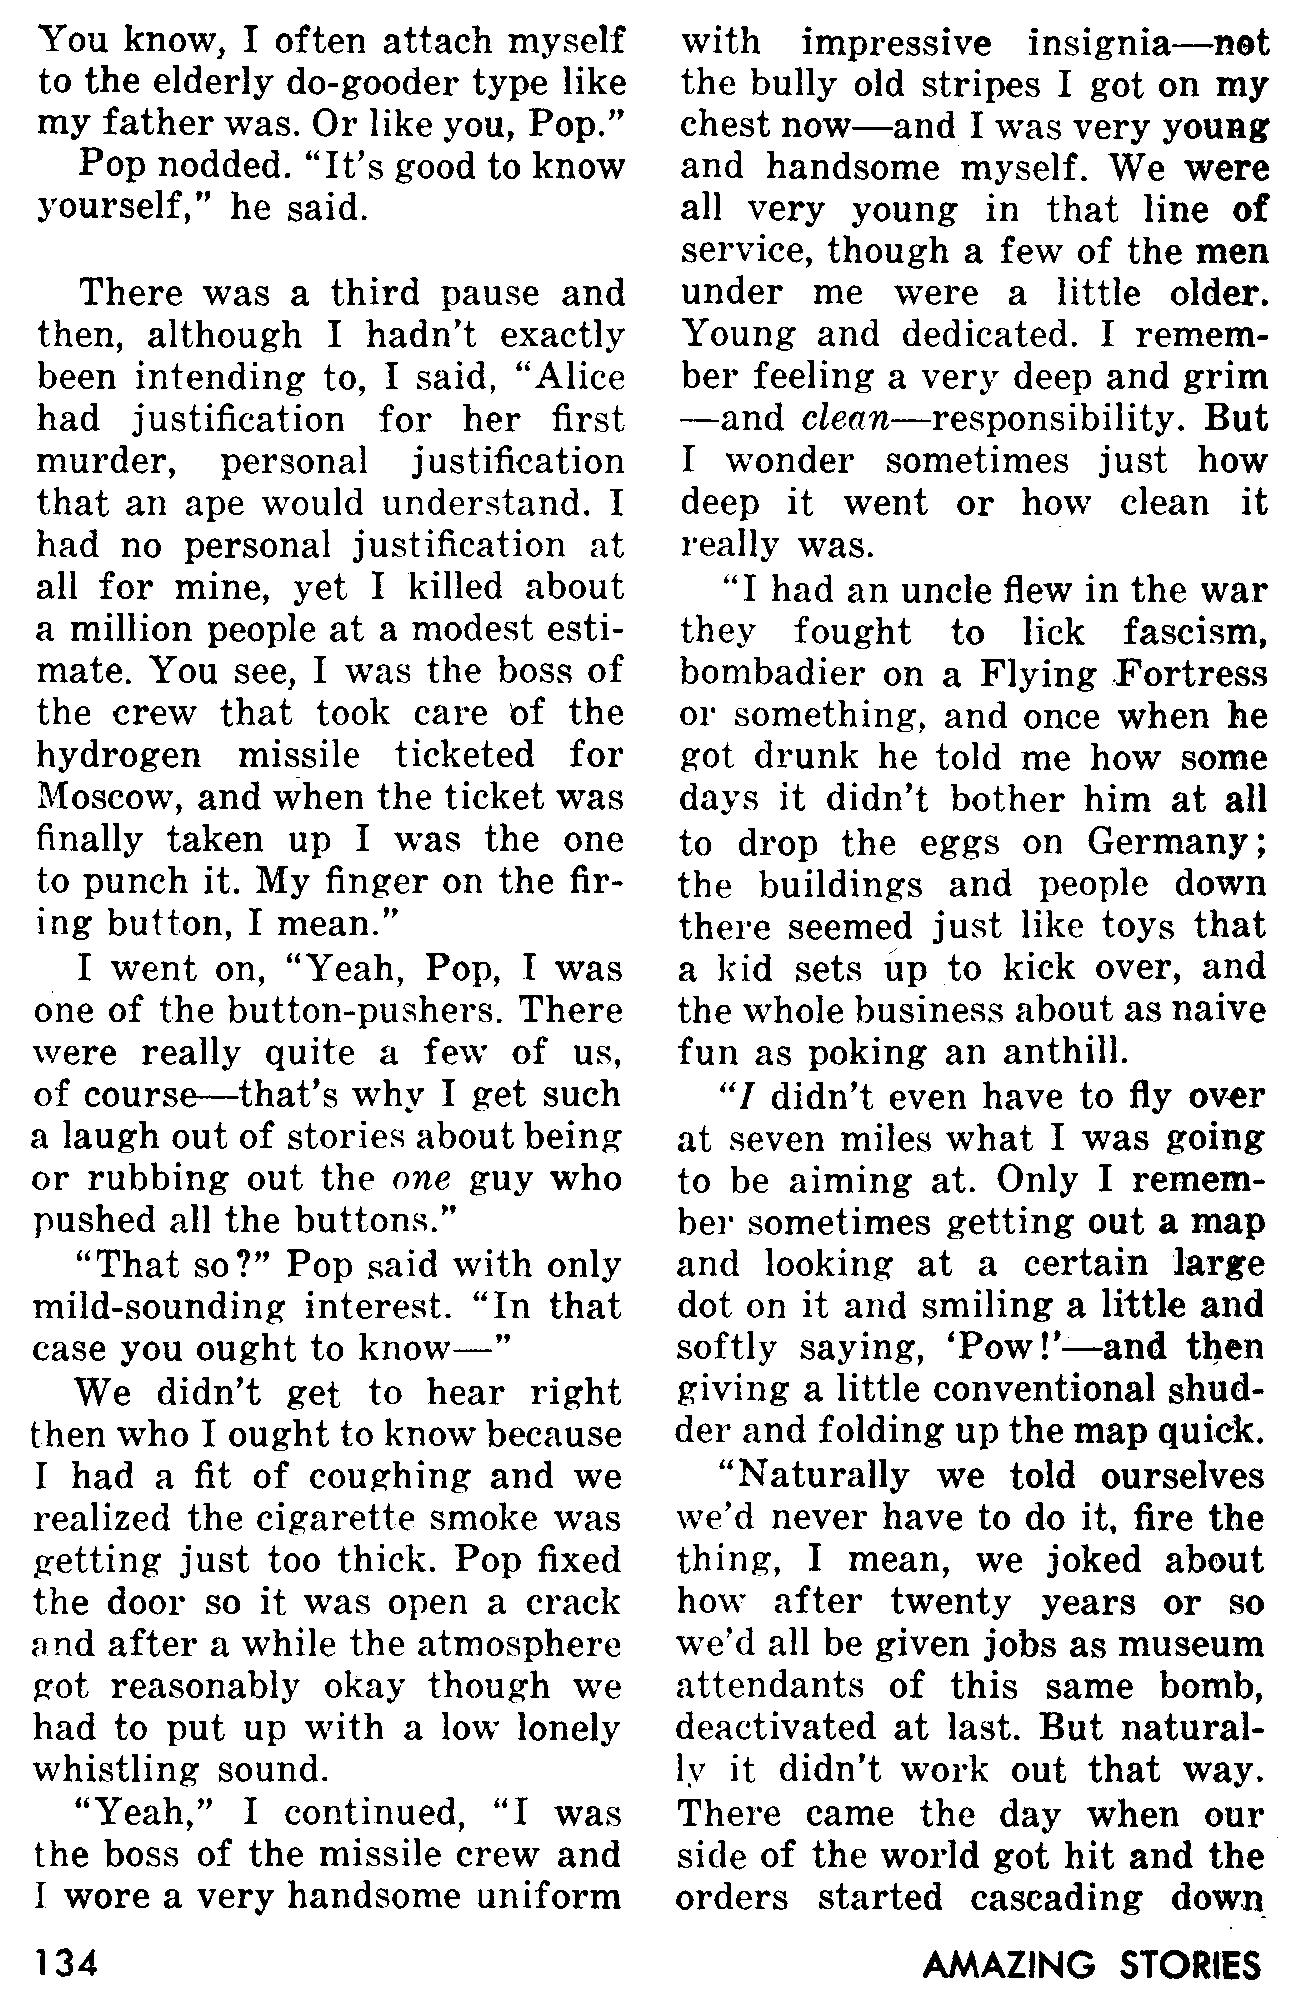 You know, I often attach myself
to the elderly do-gooder type like
my father was. Or like you, Pop.”
Pop nodded. “It’s good to know
yourself,” he said.
There was a third pause and
then, although I hadn’t exactly
been intending to, I said, “Alice
had justification for her first
murder, personal justification
that an ape would understand. I
had no personal justification at
all for mine, yet I killed about
a million people at a modest esti-
mate. You see, I was the boss of
the crew that took care of the
hydrogen missile ticketed for
Moscow, and when the ticket was
finally taken up I was the one
to punch it. My finger on the fir-
ing button, I mean.”
I went on, “Yeah, Pop, I was
one of the button-pushers. There
were really quite a few of us,
of course—that’s why I get such
a laugh out of stories about being
or rubbing out the one guy who
pushed all the buttons.”
“That so?” Pop said with only
mild-sounding interest. “In that
case you ought to know—”
We didn’t get to hear right
then who I ought to know because
I had a fit of coughing and we
realized the cigarette smoke was
getting just too thick. Pop fixed
the door so it was open a crack
and after a while the atmosphere
got reasonably okay though we
had to put up with a low lonely
whistling sound.
“Yeah,” I continued, “I was
the boss of the missile crew and
I wore a very handsome uniform
with impressive insignia—not
the bully old stripes I got on my
chest now—and I was very young
and handsome myself. We were
all very young in that line of
service, though a few of the men
under me were a little older.
Young and dedicated. I remem-
ber feeling a very deep and grim
—and clean—responsibility. But
I wonder sometimes just how
deep it went or how clean it
really was.
“I had an uncle flew in the war
they fought to lick fascism,
bombadier on a Flying Fortress
or something, and once when he
got drunk he told me how some
days it didn’t bother him at all
to drop the eggs on Germany;
the buildings and people down
there seemed just like toys that
a kid sets up to kick over, and
the whole business about as naive
fun as poking an anthill.
“I didn’t even have to fly over
at seven miles what I was going
to be aiming at. Only I remem-
ber sometimes getting out a map
and looking at a certain large
dot on it and smiling a little and
softly saying, ‘Pow!’—and then
giving a little conventional shud-
der and folding up the map quick.
“Naturally we told ourselves
we’d never have to do it, fire the
thing, I mean, we joked about
how after twenty years or so
we’d all be given jobs as museum
attendants of this same bomb,
deactivated at last. But natural-
ly it didn’t work out that way.
There came the day when our
side of the world got hit and the
orders started cascading down
134
AMAZING STORIES